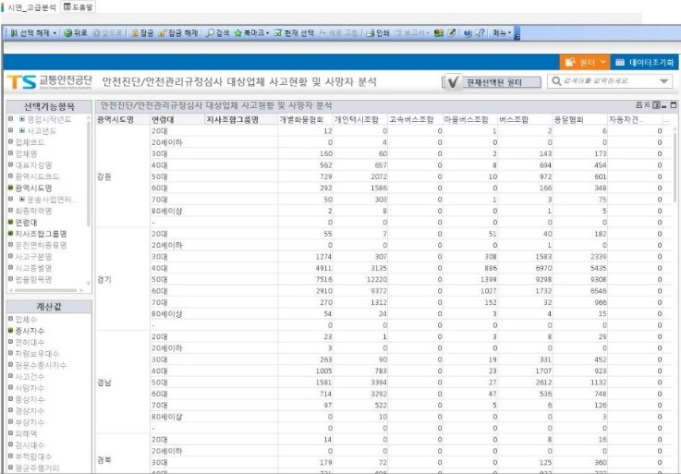 시연_고급분석 도움말
선택 해제 뒤로 앞으로 잠금 잠금 해제 검색 북마크 현재 선택 새로 고침 인쇄 보고서 메뉴
필터 데이터초기화
TS 교통안전공단 안전진단/안전관리규정심사 대상업체 사고현황 및 사망자 분석 현재선택된 필터 검색어를 입력하세요.
선택가능항목
영업시작년도
사고년도
업체코드
업체명
대표자성명
광역시도코드
광역시도명
운송사업면허..
최종학력명
연령대
지사조합그룹명
운전면허종류명
사고구분명
사고종별명
법률항목명
계산값
업체수
종사자수
면허대수
차량보유대수
사고건수
사망자수
중상자수
경상자수
부상자수
피해액
검사대수
부적합대수
평균주행거리
안전진단/안전관리규정심사 대상업체 사고현황 및 사망자 분석
광역시도명 연령대 지사조합그룹명 개별화물협회 개인택시조합 고속버스조합 마을버스조합 버스조합 용달협회 자동차건..
강원
20대 12 0 0 1 2 6 0
20세이하 0 4 0 0 0 0 0
30대 160 60 0 2 143 173 0
40대 562 657 0 8 694 454 0
50대 729 2072 0 10 972 601 0
60대 292 1586 0 0 166 348 0
70대 50 303 0 1 3 75 0
80세이상 2 8 0 0 1 5 0
- 0 0 0 0 0 0 0
경기
20대 55 7 0 51 40 182 0
20세이하 0 0 0 0 1 0 0
30대 1274 307 0 308 1583 2339 0
40대 4911 3135 0 886 6970 5435 0
50대 7516 12220 0 1399 9298 9308 0
60대 2910 9372 0 1027 1732 6546 0
70대 270 1312 0 152 32 966 0
80세이상 54 24 0 3 4 15 0
- 0 0 0 0 0 0 0
경남
20대 23 1 0 3 8 29 0
20세이하 3 0 0 0 0 0 0
30대 263 90 0 19 331 452 0
40대 1005 783 0 23 1707 923 0
50대 1581 3394 0 27 2612 1132 0
60대 714 3292 0 47 536 748 0
70대 97 522 0 5 6 126 0
80세이상 0 10 0 0 0 3 0
- 0 0 0 0 0 0 0
경북
20대 14 0 0 0 8 16 0
20세이하 0 0 0 0 0 0 0
30대 179 72 0 0 125 360 0